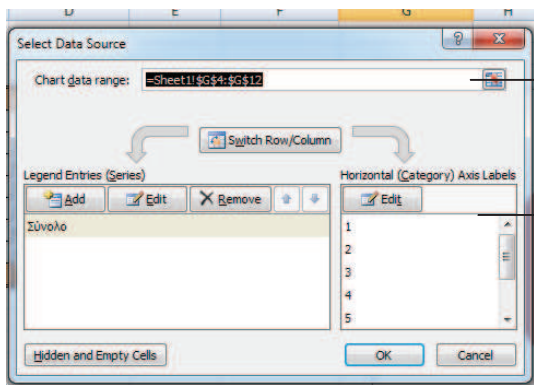 D E F G H
Select Data Source
Chart data range: =Sheet1!$G$4:$G$12
Switch Row/Column
Legend Entries (Series)
Horizontal (Category) Axis Labels
Add Edit Remove
Edit
Σύνολο
1
2
3
4
5
Hidden and Empty Cells
OK Cancel